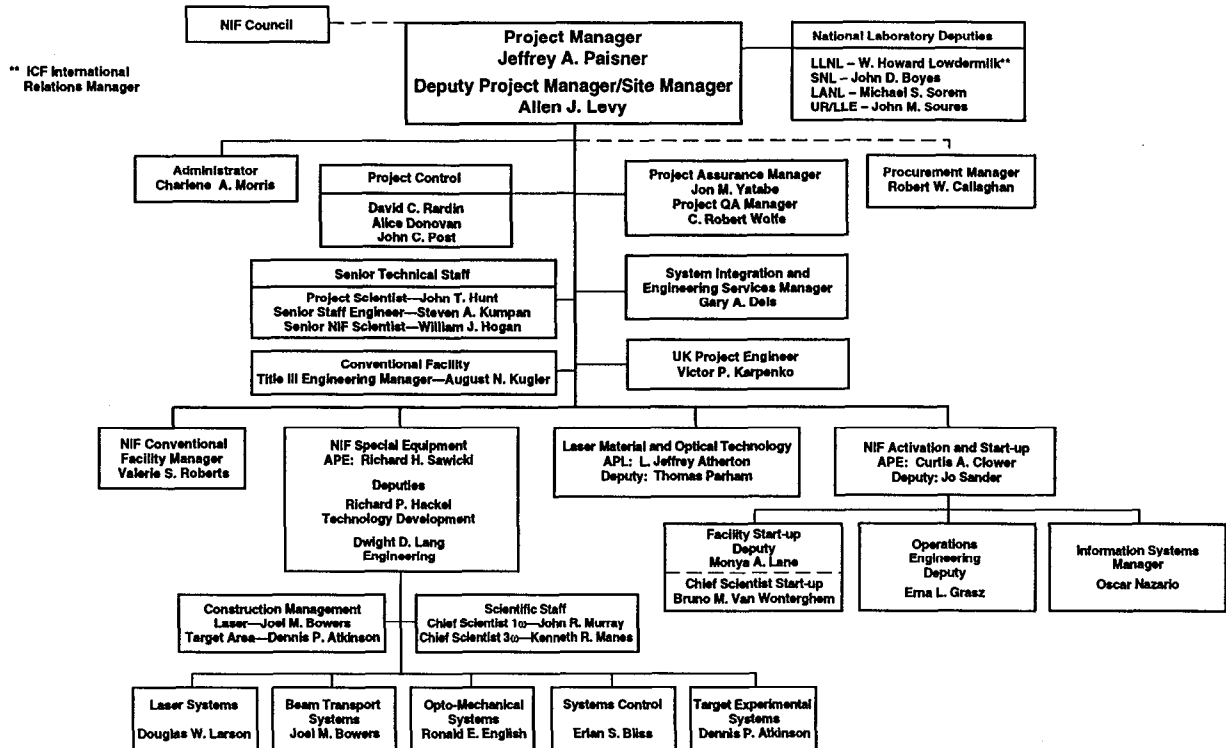 NIF Council
** ICF International
Relations Manager
Project Manager
Jeffrey A. Paisner
Deputy Project Manager/Site Manager
Allen J. Levy
National Laboratory Deputies
LLNL – W. Howard Lowdermilk**
SNL – John D. Boyes
LANL – Michael S. Sorem
UR/LLE – John M. Soures
Administrator
Charlene A. Morris
Project Control
David C. Rardin
Alice Donovan
John C. Post
Project Assurance Manager
Jon M. Yatabe
Project QA Manager
C. Robert Wolfe
Procurement Manager
Robert W. Callaghan
Senior Technical Staff
Project Scientist—John T. Hunt
Senior Staff Engineer—Steven A. Kumpan
Senior NIF Scientist—William J. Hogan
System Integration and
Engineering Services Manager
Gary A. Deis
Conventional Facility
Title III Engineering Manager—August N. Kugler
UK Project Engineer
Victor P. Karpenko
NIF Conventional
Facility Manager
Valerie S. Roberts
NIF Special Equipment
APE: Richard H. Sawicki
Deputies
Richard P. Hackel
Technology Development
Dwight D. Lang
Engineering
Laser Material and Optical Technology
APL: L. Jeffrey Atherton
Deputy: Thomas Parham
NIF Activation and Start-up
APE: Curtis A. Clower
Deputy: Jo Sander
Facility Start-up
Deputy
Monya A. Lane
Chief Scientist Start-up
Bruno M. Van Wonterghem
Operations
Engineering
Deputy
Erna L. Grasz
Information Systems
Manager
Oscar Nazario
Construction Management
Laser—Joel M. Bowers
Target Area—Dennis P. Atkinson
Scientific Staff
Chief Scientist 1ω—John R. Murray
Chief Scientist 3ω—Kenneth R. Manes
Laser Systems
Douglas W. Larson
Beam Transport
Systems
Joel M. Bowers
Opto-Mechanical
Systems
Ronald E. English
Systems Control
Erlan S. Bliss
Target Experimental
Systems
Dennis P. Atkinson